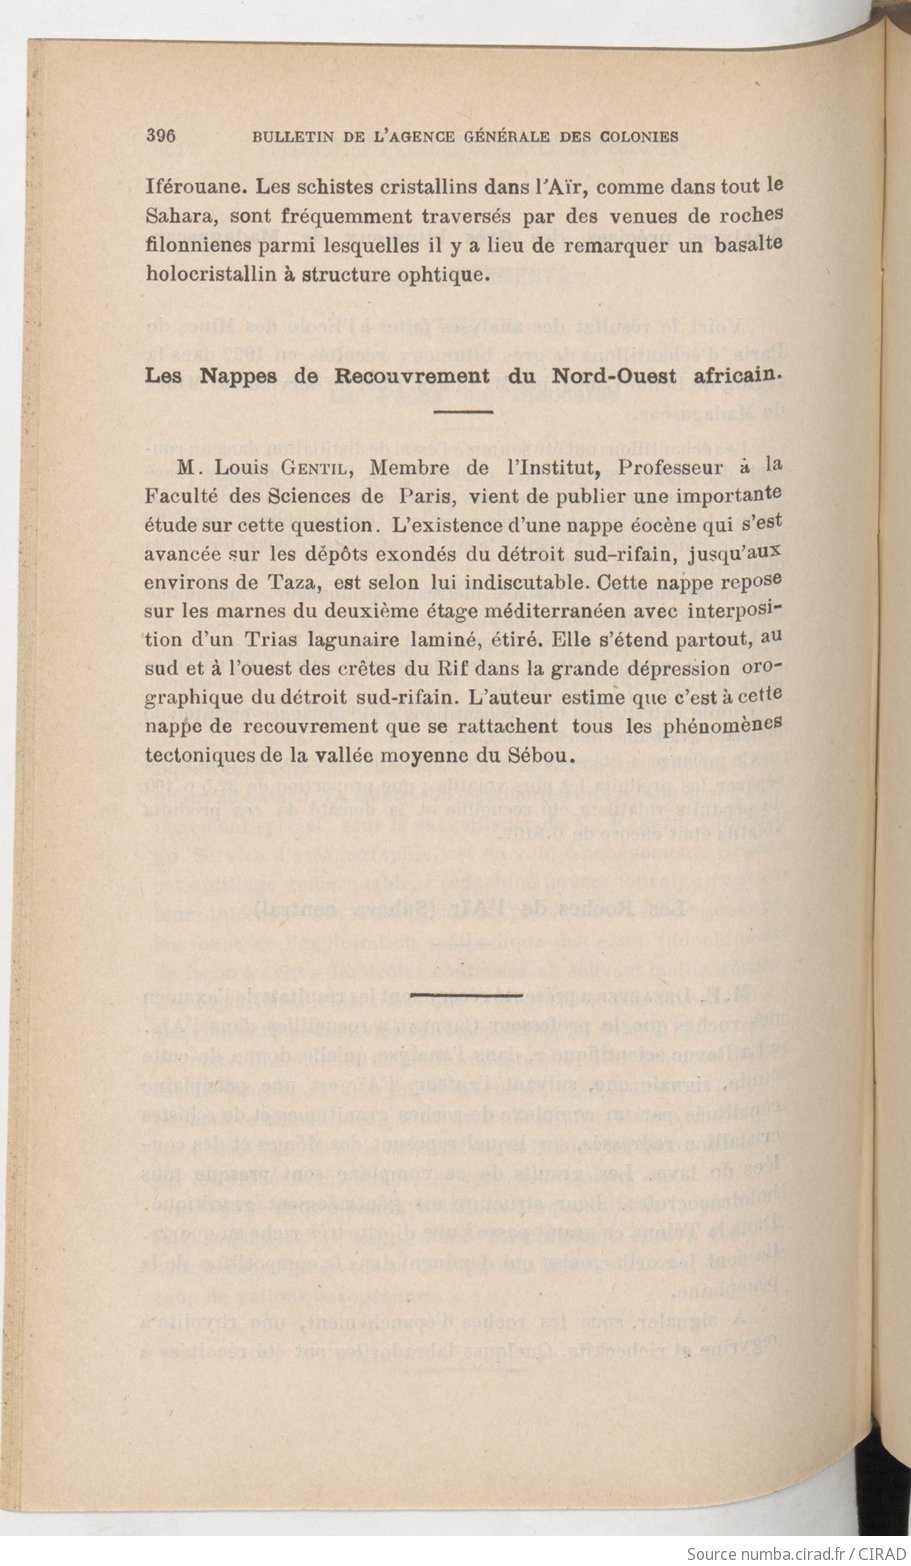 396 BULLETIN DE L'AGENCE GÉNÉRALE DES COLONIES
Iférouane. Les schistes cristallins dans l'Aïr, comme dans tout le
Sahara, sont fréquemment traversés par des venues de roches
filonnienes parmi lesquelles il y a lieu de remarquer un basalte
holocristallin à structure ophtique.
Les Nappes de Recouvrement du Nord-Ouest africain.
M. Louis GENTIL, Membre de l'Institut, Professeur à la
Faculté des Sciences de Paris, vient de publier une importante
étude sur cette question. L'existence d'une nappe éocène qui s'est
avancée sur les dépôts exondés du détroit sud-rifain, jusqu'aux
environs de Taza, est selon lui indiscutable. Cette nappe repose
sur les marnes du deuxième étage méditerranéen avec interposi-
tion d'un Trias lagunaire laminé, étiré. Elle s'étend partout, au
sud et à l'ouest des crêtes du Rif dans la grande dépression oro-
graphique du détroit sud-rifain. L'auteur estime que c'est à cette
nappe de recouvrement que se rattachent tous les phénomènes
tectoniques de la vallée moyenne du Sébou.
Source numba.cirad.fr / CIRAD